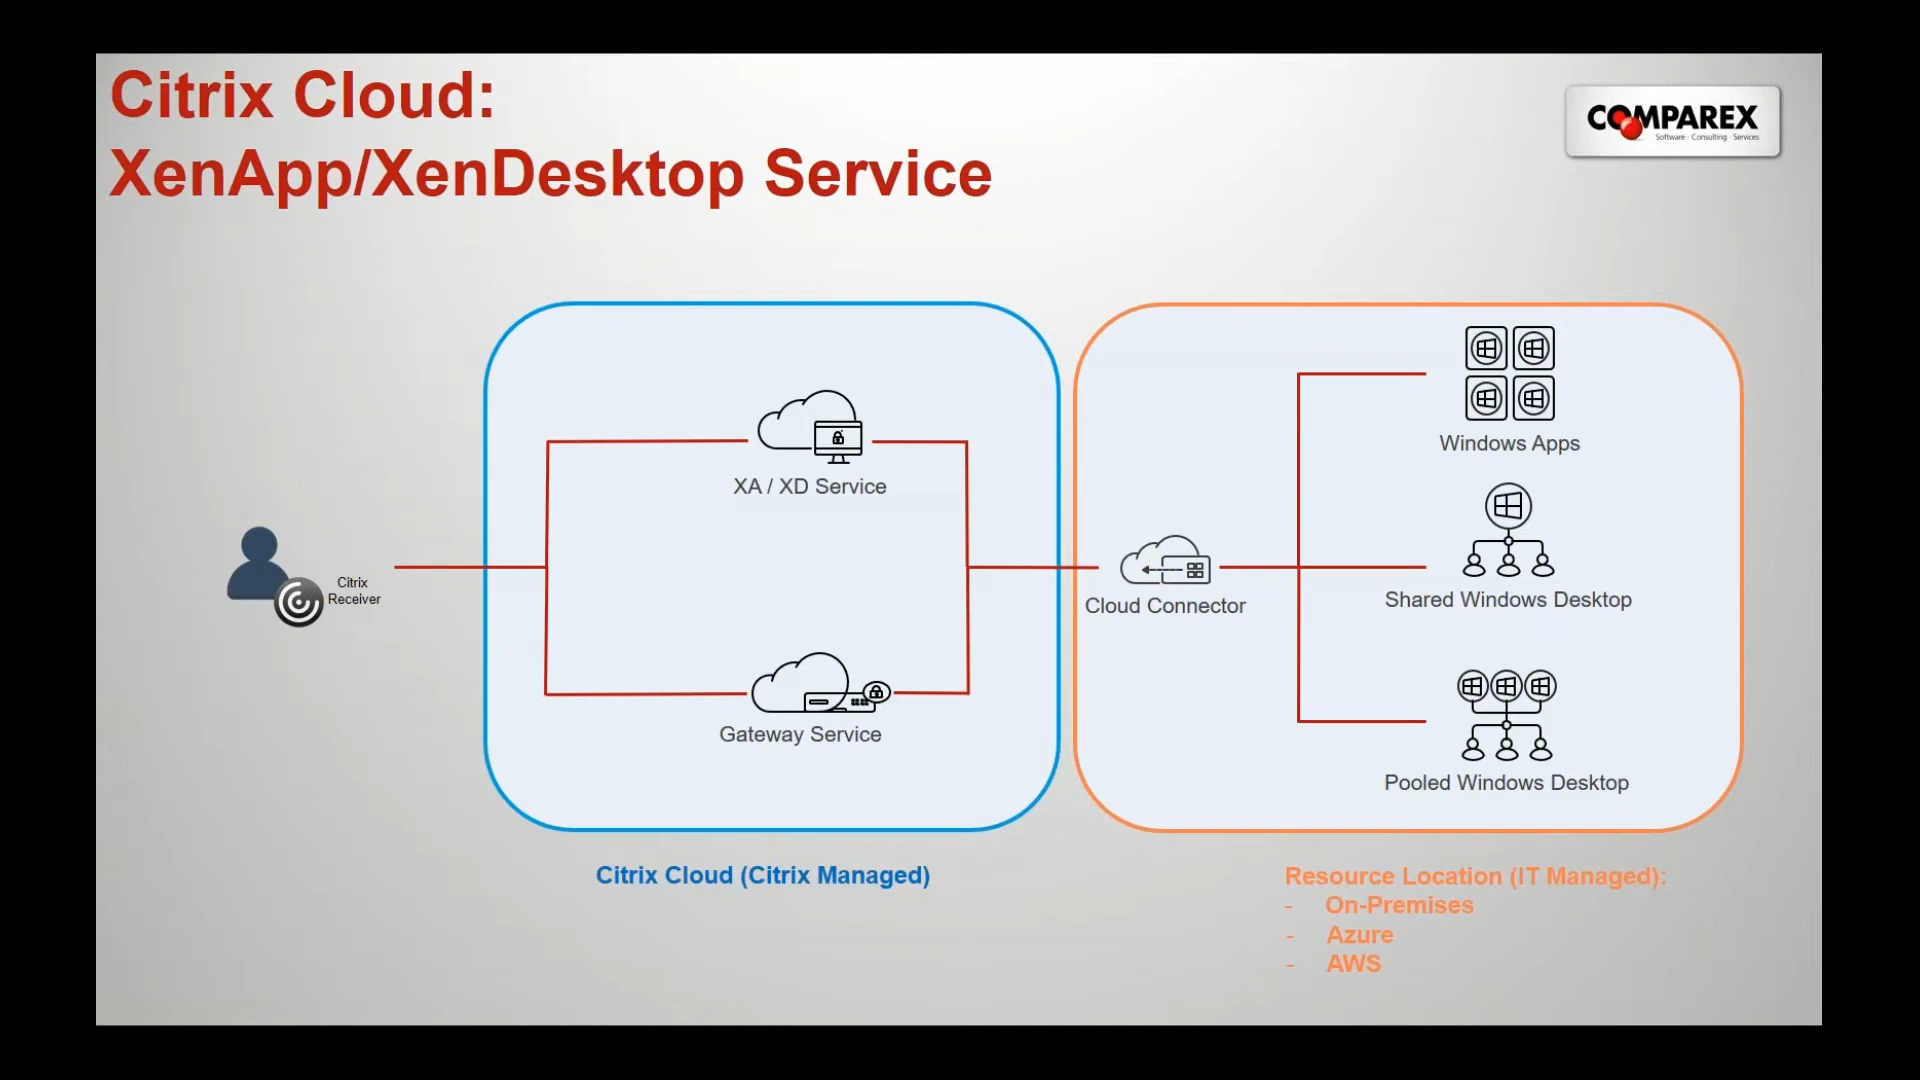 Citrix Cloud:
XenApp/XenDesktop Service
COMPAREX
Software · Consulting · Services
Citrix
Receiver
XA / XD Service
Gateway Service
Cloud Connector
Windows Apps
Shared Windows Desktop
Pooled Windows Desktop
Citrix Cloud (Citrix Managed)
Resource Location (IT Managed):
- On-Premises
- Azure
- AWS